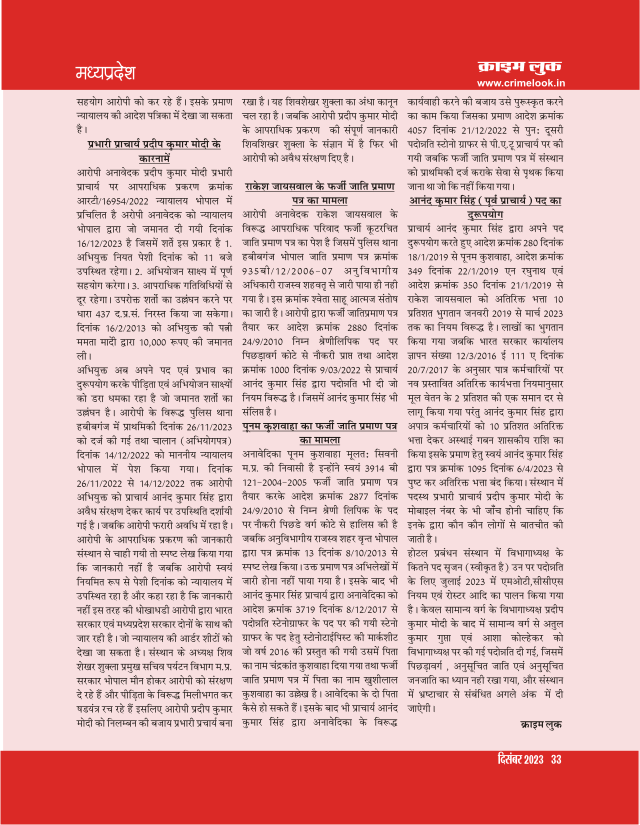 मध्यप्रदेश
क्राइम लुक
www.crimelook.in
सहयोग आरोपी को कर रहे हैं। इसके प्रमाण
न्यायालय की आदेश पत्रिका में देखा जा सकता
है।
प्रभारी प्राचार्य प्रदीप कुमार मोदी के
कारनामें
आरोपी अनावेदक प्रदीप कुमार मोदी प्रभारी
प्राचार्य पर आपराधिक प्रकरण क्रमांक
आरटी/16954/2022 न्यायालय भोपाल में
प्रचिलित है अरोपी अनावेदक को न्यायालय
भोपाल द्वारा जो जमानत दी गयी दिनांक
16/12/2023 है जिसमें शर्तें इस प्रकार है 1.
अभियुक्त नियत पेशी दिनांक को 11 बजे
उपस्थित रहेगा। 2. अभियोजन साक्ष्य में पूर्ण
सहयोग करेगा।3. आपराधिक गतिविधियों से
दूर रहेगा। उपरोक्त शर्तो का उल्लंघन करने पर
धारा 437 द.प्र.सं. निरस्त किया जा सकेगा।
दिनांक 16/2/2013 को अभियुक्त की पत्नी
ममता मादी द्वारा 10,000 रूपए की जमानत
ली।
अभियुक्त अब अपने पद एवं प्रभाव का
दुरूपयोग करके पीड़िता एवं अभियोजन साक्ष्यों
को डरा धमका रहा है जो जमानत शर्तो का
उल्लंघन है। आरोपी के विरूद्ध पुलिस थाना
हबीबगंज में प्राथमिकी दिनांक 26/11/2023
को दर्ज की गई तथा चालान (अभियोगपत्र)
दिनांक 14/12/2022 को माननीय न्यायालय
भोपाल में पेश किया गया। दिनांक
26/11/2022 से 14/12/2022 तक आरोपी
अभियुक्त को प्राचार्य आनंद कुमार सिंह द्वारा
अवैध संरक्षण देकर कार्य पर उपस्थिति दर्शायी
गई है। जबकि आरोपी फरारी अवधि में रहा है।
आरोपी के आपराधिक प्रकरण की जानकारी
संस्थान से चाही गयी तो स्पष्ट लेख किया गया
कि जानकारी नहीं है जबकि आरोपी स्वयं
नियमित रूप से पेशी दिनांक को न्यायालय में
उपस्थित रहा है और कहा रहा है कि जानकारी
नहीं इस तरह की धोखाधडी आरोपी द्वारा भारत
सरकार एवं मध्यप्रदेश सरकार दोनों के साथ की
जार रही है। जो न्यायालय की आर्डर शीटों को
देखा जा सकता है। संस्थान के अध्यक्ष शिव
शेखर शुक्ला प्रमुख सचिव पर्यटन विभाग म.प्र.
सरकार भोपाल मौन होकर आरोपी को संरक्षण
दे रहे हैं और पीड़िता के विरूद्ध मिलीभगत कर
षडयंत्र रच रहे हैं इसलिए आरोपी प्रदीप कुमार
मोदी को निलम्बन की बजाय प्रभारी प्रचार्य बना
रखा है। यह शिवशेखर शुक्ला का अंधा कानून
चल रहा है। जबकि आरोपी प्रदीप कुमार मोदी
के आपराधिक प्रकरण की संपूर्ण जानकारी
शिवशिखर शुक्ला के संज्ञान में है फिर भी
आरोपी को अवैध संरक्षण दिए है।
राकेश जायसवाल के फर्जी जाति प्रमाण
पत्र का मामला
आरोपी अनावेदक राकेश जायसवाल के
विरूद्ध आपराधिक परिवाद फर्जी कूटरचित
जाति प्रमाण पत्र का पेश है जिसमें पुलिस थाना
हबीबगंज भोपाल जाति प्रमाण पत्र क्रमांक
935बी/12/2006-07 अनुविभागीय
अधिकारी राजस्व शहवत्त से जारी पाया ही नही
गया है। इस क्रमांक श्वेता साहू आत्मज संतोष
का जारी है। आरोपी द्वारा फर्जी जातिप्रमाण पत्र
तैयार कर आदेश क्रमांक 2880 दिनांक
24/9/2010 निम्न श्रेणीलिपिक पद पर
पिछड़ावर्ग कोटे से नौकरी प्राप्त तथा आदेश
क्रमांक 1000 दिनांक 9/03/2022 से प्राचार्य
आनंद कुमार सिंह द्वारा पदोन्नति भी दी जो
नियम विरूद्ध है। जिसमें आनंद कुमार सिंह भी
संलिप्त है।
पूनम कुशवाहा का फर्जी जाति प्रमाण पत्र
का मामला
अनावेदिका पूनम कुशवाहा मूलत: सिवनी
म.प्र. की निवासी है इन्होंने स्वयं 3914 बी
121-2004-2005 फर्जी जाति प्रमाण पत्र
तैयार करके आदेश क्रमांक 2877 दिनांक
24/9/2010 से निम्न श्रेणी लिपिक के पद
पर नौकरी पिछडे वर्ग कोटे से हालिस की है
जबकि अनुविभागीय राजस्व शहर वृन्त भोपाल
द्वारा पत्र क्रमांक 13 दिनांक 8/10/2013 से
स्पष्ट लेख किया। उक्त प्रमाण पत्र अभिलेखों में
जारी होना नहीं पाया गया है। इसके बाद भी
आनंद कुमार सिंह प्राचार्य द्वारा अनावेदिका को
आदेश क्रमांक 3719 दिनांक 8/12/2017 से
पदोन्नति स्टेनोग्राफर के पद पर की गयी स्टेनो
ग्राफर के पद हेतु स्टेनोटाईपिस्ट की मार्कशीट
जो वर्ष 2016 की प्रस्तुत की गयी उसमें पिता
का नाम चंद्रकांत कुशवाहा दिया गया तथा फर्जी
जाति प्रमाण पत्र में पिता का नाम खुशीलाल
कुशवाहा का उल्लेख है। आवेदिका के दो पिता
कैसे हो सकते हैं। इसके बाद भी प्राचार्य आनंद
कुमार सिंह द्वारा अनावेदिका के विरूद्ध
कार्यवाही करने की बजाय उसे पुरूस्कृत करने
का काम किया जिसका प्रमाण आदेश क्रमांक
4057 दिनांक 21/12/2022 से पुन: दूसरी
पदोन्नति स्टेनो ग्राफर से पी.ए.टू प्राचार्य पर की
गयी जबकि फर्जी जाति प्रमाण पत्र में संस्थान
को प्राथमिकी दर्ज कराके सेवा से पृथक किया
जाना था जो कि नहीं किया गया।
आनंद कुमार सिंह ( पूर्व प्राचार्य ) पद का
दुरूपयोग
प्राचार्य आनंद कुमार सिंह द्वारा अपने पद
दुरूपयोग करते हुए आदेश क्रमांक 280 दिनांक
18/1/2019 से पूनम कुशवाहा, आदेश क्रमांक
349 दिनांक 22/1/2019 एन रघुनाथ एवं
आदेश क्रमांक 350 दिनांक 21/1/2019 से
राकेश जायसवाल को अतिरिक्त भत्ता 10
प्रतिशत भुगतान जनवरी 2019 से मार्च 2023
तक का नियम विरूद्ध है। लाखों का भुगतान
किया गया जबकि भारत सरकार कार्यालय
ज्ञापन संख्या 12/3/2016 ई 111 ए दिनांक
20/7/2017 के अनुसार पात्र कर्मचारियों पर
नव प्रस्तावित अतिरिक्त कार्यभत्ता नियमानुसार
मूल वेतन के 2 प्रतिशत की एक समान दर से
लागू किया गया परंतु आनंद कुमार सिंह द्वारा
अपात्र कर्मचारियों को 10 प्रतिशत अतिरिक्त
भत्ता देकर अस्थाई गबन शासकीय राशि का
किया इसके प्रमाण हेतु स्वयं आनंद कुमार सिंह
द्वारा पत्र क्रमांक 1095 दिनांक 6/4/2023 से
पुष्ट कर अतिरिक्त भत्ता बंद किया। संस्थान में
पदस्थ प्रभारी प्राचार्य प्रदीप कुमार मोदी के
मोबाइल नंबर के भी जाँच होनी चाहिए कि
इनके द्वारा कौन कौन लोगों से बातचीत की
जाती है।
होटल प्रबंधन संस्थान में विभागाध्यक्ष के
कितने पद सृजन (स्वीकृत है) उन पर पदोन्नति
के लिए जुलाई 2023 में एमओटी,सीसीएस
नियम एवं रोस्टर आदि का पालन किया गया
है। केवल सामान्य वर्ग के विभागाध्यक्ष प्रदीप
कुमार मोदी के बाद में सामान्य वर्ग से अतुल
कुमार गुप्ता एवं आशा कोल्हेकर को
विभागाध्यक्ष पर की गई पदोन्नति दी गई, जिसमें
पिछड़ावर्ग , अनुसूचित जाति एवं अनुसूचित
जनजाति का ध्यान नही रखा गया, और संस्थान
में भ्रष्टाचार से संबंधित अगले अंक में दी
जाऐगी।
क्राइम लुक
दिसंबर 2023 33